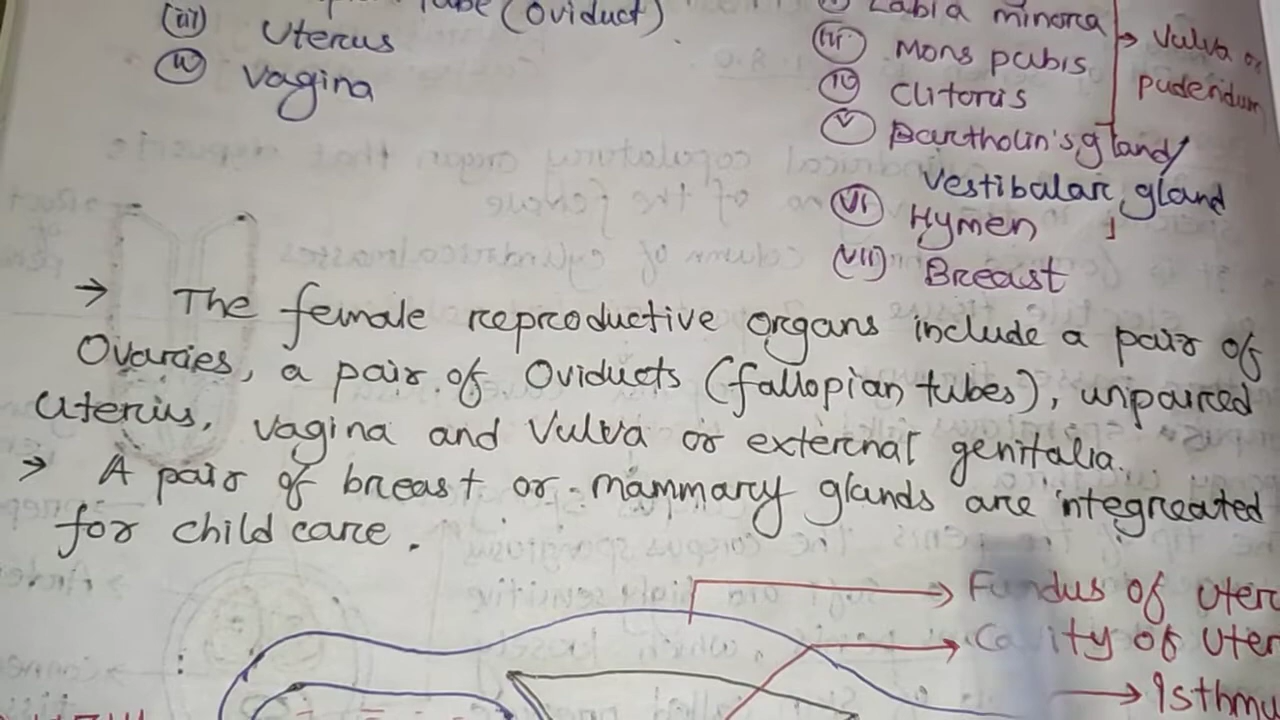 Tube (Oviduct)
(iii) Uterus
(iv) Vagina
Labia minora
(iii) Mons pubis
(iv) Clitoris
(v) Bartholin's gland/
Vestibular gland
(vi) Hymen
(vii) Breast
→ Vulva or
pudendum
→ The female reproductive organs include a pair of
Ovaries, a pair of Oviducts (fallopian tubes), unpaired
Uterus, vagina and Vulva or external genitalia.
→ A pair of breast or mammary glands are integreated
for child care.
→ Fundus of uter
→ Cavity of uter
→ Isthmu